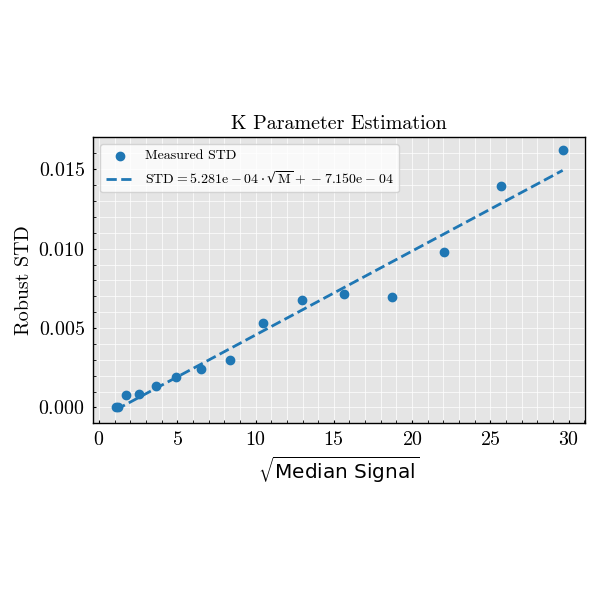 K Parameter Estimation
Measured STD
STD = 5.281e − 04 · √M + −7.150e − 04
0.015
0.010
0.005
0.000
Robust STD
0 5 10 15 20 25 30
√Median Signal